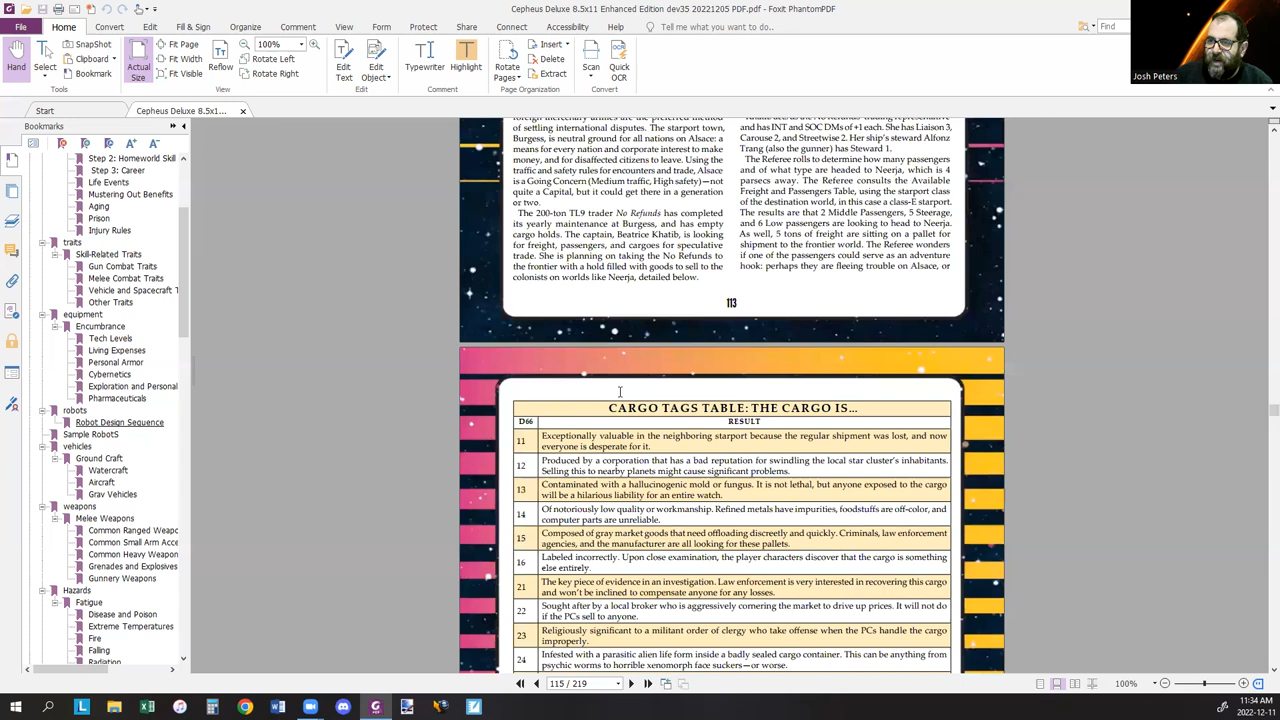 Cepheus Deluxe 8.5x11 Enhanced Edition dev35 20221205 PDF.pdf - Foxit PhantomPDF
File Home Convert Edit Fill & Sign Organize Comment View Form Protect Share Connect Accessibility Help Tell me what you want to do... Find
SnapShot
Clipboard
Bookmark
Hand Select
Tools
Actual Size
Fit Page
Fit Width
Fit Visible
Reflow
100%
Rotate Left
Rotate Right
View
Edit Text
Edit Object
Edit
Typewriter Highlight
Comment
Rotate Pages
Insert
Delete
Extract
Page Organization
Scan
Quick OCR
Convert
Josh Peters
Start Cepheus Deluxe 8.5x1...
Bookmarks
Step 2: Homeworld Skil
Step 3: Career
Life Events
Mustering Out Benefits
Aging
Prison
Injury Rules
traits
Skill-Related Traits
Gun Combat Traits
Melee Combat Traits
Vehicle and Spacecraft T
Other Traits
equipment
Encumbrance
Tech Levels
Living Expenses
Personal Armor
Cybernetics
Exploration and Personal
Pharmaceuticals
robots
Robot Design Sequence
Sample RobotS
vehicles
Ground Craft
Watercraft
Aircraft
Grav Vehicles
weapons
Melee Weapons
Common Ranged Weapo
Common Small Arm Acce
Common Heavy Weapon
Grenades and Explosives
Gunnery Weapons
Hazards
Fatigue
Disease and Poison
Extreme Temperatures
Fire
Falling
Radiation
of settling international disputes. The starport town,
Burgess, is neutral ground for all nations on Alsace: a
means for every nation and corporate interest to make
money, and for disaffected citizens to leave. Using the
traffic and safety rules for encounters and trade, Alsace
is a Going Concern (Medium traffic, High safety)—not
quite a Capital, but it could get there in a generation
or two.
The 200-ton TL9 trader No Refunds has completed
its yearly maintenance at Burgess, and has empty
cargo holds. The captain, Beatrice Khatib, is looking
for freight, passengers, and cargoes for speculative
trade. She is planning on taking the No Refunds to
the frontier with a hold filled with goods to sell to the
colonists on worlds like Neerja, detailed below.
and has INT and SOC DMs of +1 each. She has Liaison 3,
Carouse 2, and Streetwise 2. Her ship's steward Alfonz
Trang (also the gunner) has Steward 1.
The Referee rolls to determine how many passengers
and of what type are headed to Neerja, which is 4
parsecs away. The Referee consults the Available
Freight and Passengers Table, using the starport class
of the destination world, in this case a class-E starport.
The results are that 2 Middle Passengers, 5 Steerage,
and 6 Low passengers are looking to head to Neerja.
As well, 5 tons of freight are sitting on a pallet for
shipment to the frontier world. The Referee wonders
if one of the passengers could serve as an adventure
hook: perhaps they are fleeing trouble on Alsace, or
113
CARGO TAGS TABLE: THE CARGO IS...
D66 RESULT
11 Exceptionally valuable in the neighboring starport because the regular shipment was lost, and now
everyone is desperate for it.
12 Produced by a corporation that has a bad reputation for swindling the local star cluster's inhabitants.
Selling this to nearby planets might cause significant problems.
13 Contaminated with a hallucinogenic mold or fungus. It is not lethal, but anyone exposed to the cargo
will be a hilarious liability for an entire watch.
14 Of notoriously low quality or workmanship. Refined metals have impurities, foodstuffs are off-color, and
computer parts are unreliable.
15 Composed of gray market goods that need offloading discreetly and quickly. Criminals, law enforcement
agencies, and the manufacturer are all looking for these pallets.
16 Labeled incorrectly. Upon close examination, the player characters discover that the cargo is something
else entirely.
21 The key piece of evidence in an investigation. Law enforcement is very interested in recovering this cargo
and won't be inclined to compensate anyone for any losses.
22 Sought after by a local broker who is aggressively cornering the market to drive up prices. It will not do
if the PCs sell to anyone.
23 Religiously significant to a militant order of clergy who take offense when the PCs handle the cargo
improperly.
24 Infested with a parasitic alien life form inside a badly sealed cargo container. This can be anything from
psychic worms to horrible xenomorph face suckers—or worse.
115 / 219
100%
11:34 AM
2022-12-11